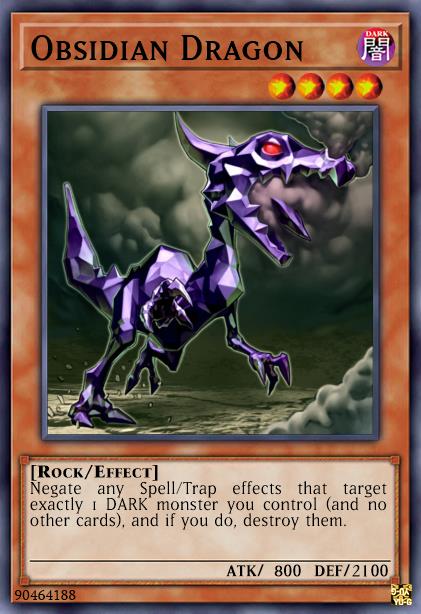 OBSIDIAN DRAGON
DARK
闇
[ROCK/EFFECT]
Negate any Spell/Trap effects that target
exactly 1 DARK monster you control (and no
other cards), and if you do, destroy them.
ATK/ 800 DEF/2100
90464188